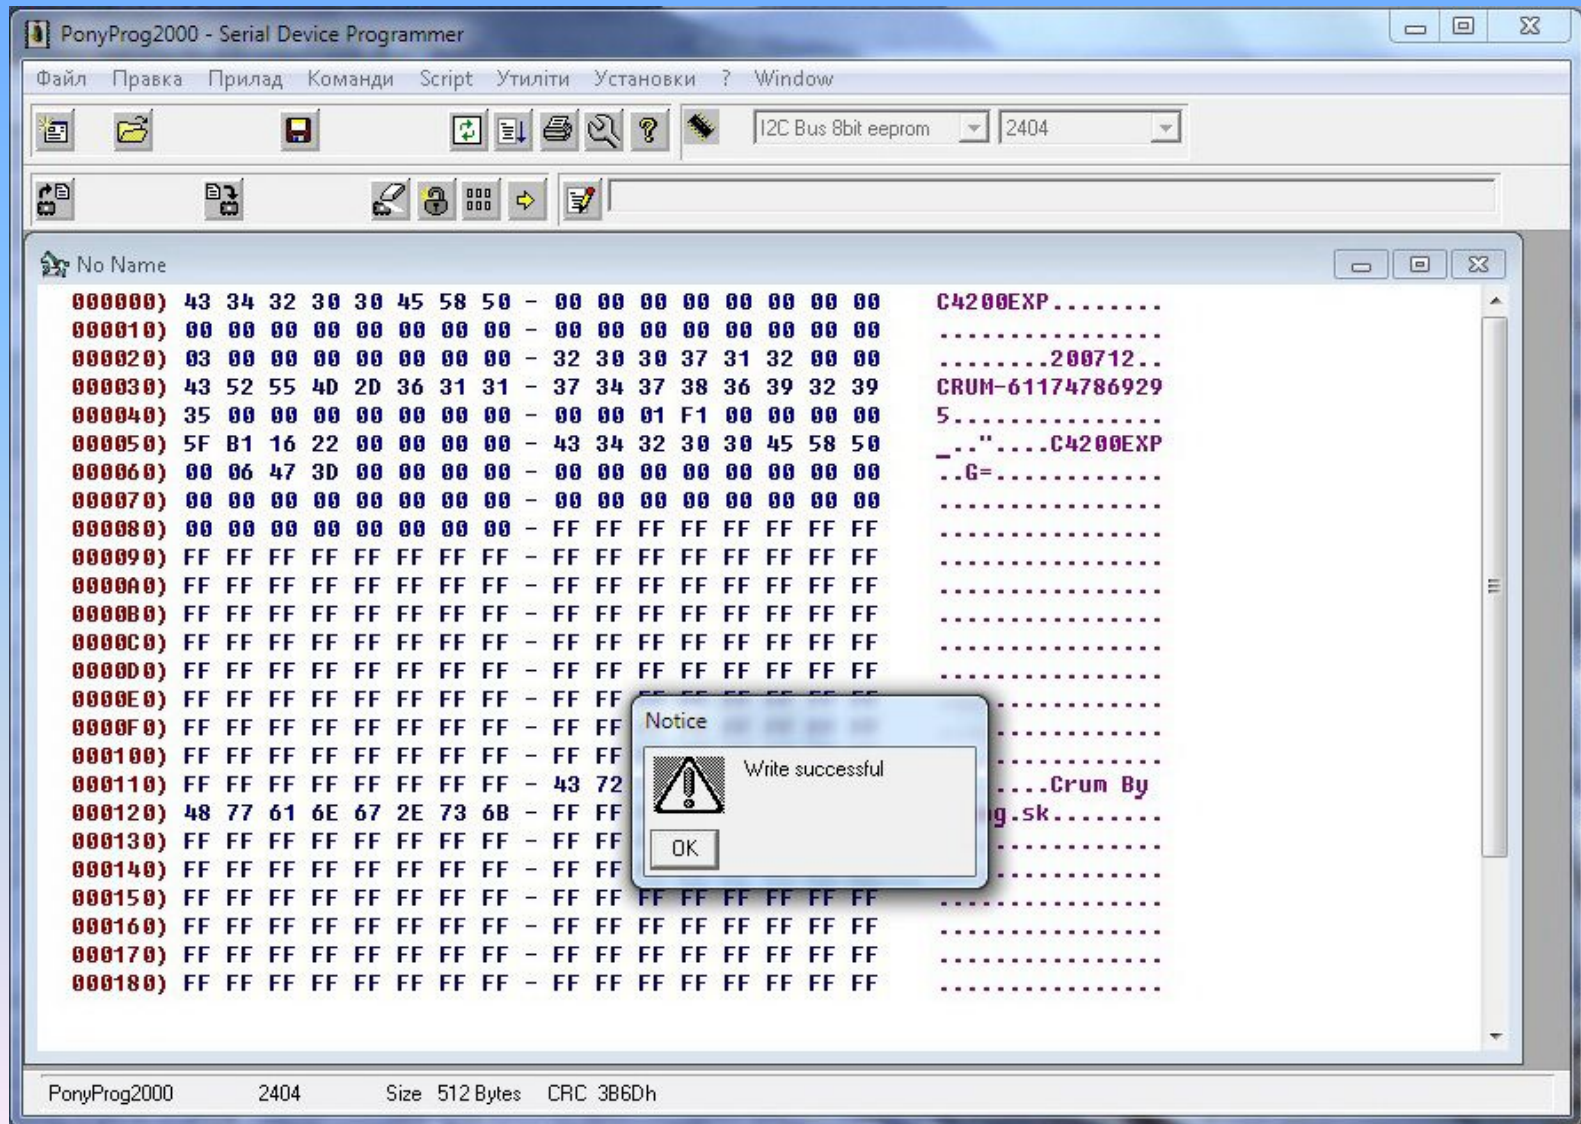 PonyProg2000 - Serial Device Programmer
Файл Правка Прилад Команди Script Утиліти Установки ? Window
I2C Bus 8bit eeprom 2404
No Name
000000) 43 34 32 30 30 45 58 50 - 00 00 00 00 00 00 00 00 C4200EXP........
000010) 00 00 00 00 00 00 00 00 - 00 00 00 00 00 00 00 00 ................
000020) 03 00 00 00 00 00 00 00 - 32 30 30 37 31 32 00 00 ........200712..
000030) 43 52 55 4D 2D 36 31 31 - 37 34 37 38 36 39 32 39 CRUM-61174786929
000040) 35 00 00 00 00 00 00 00 - 00 00 01 F1 00 00 00 00 5...............
000050) 5F B1 16 22 00 00 00 00 - 43 34 32 30 30 45 58 50 _.."....C4200EXP
000060) 00 06 47 3D 00 00 00 00 - 00 00 00 00 00 00 00 00 ..G=............
000070) 00 00 00 00 00 00 00 00 - 00 00 00 00 00 00 00 00 ................
000080) 00 00 00 00 00 00 00 00 - FF FF FF FF FF FF FF FF ................
000090) FF FF FF FF FF FF FF FF - FF FF FF FF FF FF FF FF ................
0000A0) FF FF FF FF FF FF FF FF - FF FF FF FF FF FF FF FF ................
0000B0) FF FF FF FF FF FF FF FF - FF FF FF FF FF FF FF FF ................
0000C0) FF FF FF FF FF FF FF FF - FF FF FF FF FF FF FF FF ................
0000D0) FF FF FF FF FF FF FF FF - FF FF FF FF FF FF FF FF ................
0000E0) FF FF FF FF FF FF FF FF - FF FF
0000F0) FF FF FF FF FF FF FF FF - FF FF
000100) FF FF FF FF FF FF FF FF - FF FF
000110) FF FF FF FF FF FF FF FF - 43 72 ....Crum By
000120) 48 77 61 6E 67 2E 73 6B - FF FF g.sk........
000130) FF FF FF FF FF FF FF FF - FF FF
000140) FF FF FF FF FF FF FF FF - FF FF
000150) FF FF FF FF FF FF FF FF - FF FF FF FF FF FF FF FF ................
000160) FF FF FF FF FF FF FF FF - FF FF FF FF FF FF FF FF ................
000170) FF FF FF FF FF FF FF FF - FF FF FF FF FF FF FF FF ................
000180) FF FF FF FF FF FF FF FF - FF FF FF FF FF FF FF FF ................
Notice
Write successful
OK
PonyProg2000 2404 Size 512 Bytes CRC 3B6Dh